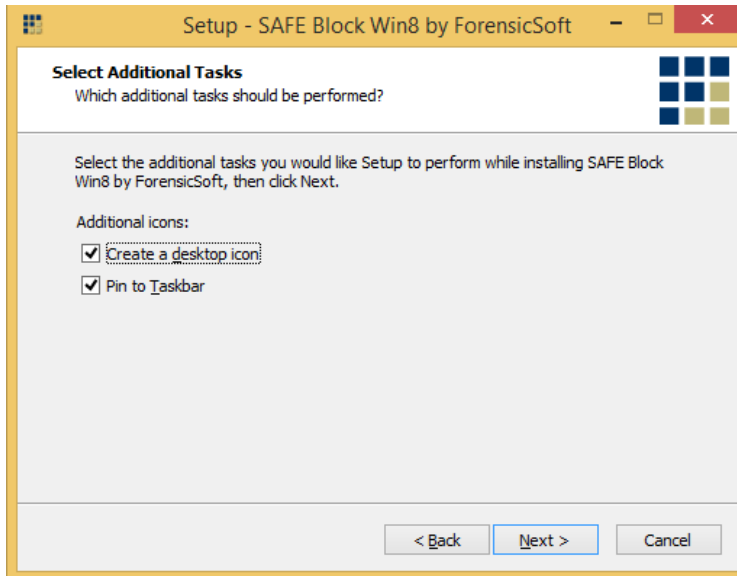 Setup - SAFE Block Win8 by ForensicSoft
Select Additional Tasks
Which additional tasks should be performed?
Select the additional tasks you would like Setup to perform while installing SAFE Block
Win8 by ForensicSoft, then click Next.
Additional icons:
Create a desktop icon
Pin to Taskbar
< Back Next > Cancel